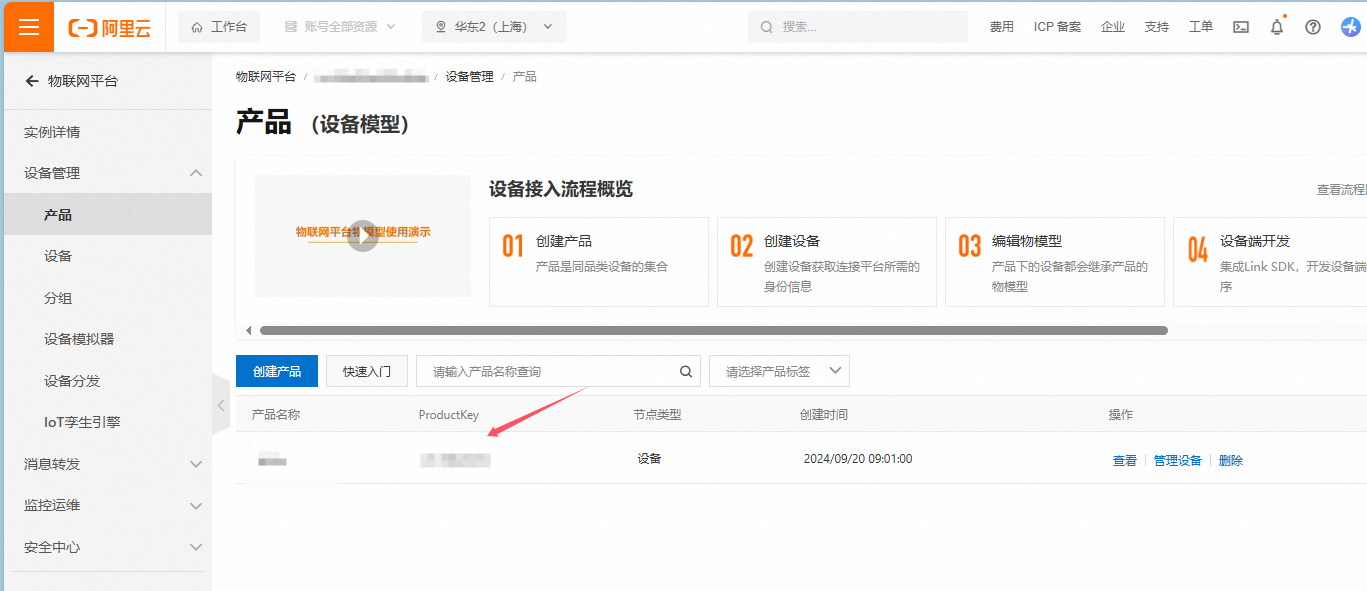 阿里云
工作台
账号全部资源
华东2（上海）
搜索...
费用
ICP 备案
企业
支持
工单
物联网平台
实例详情
设备管理
产品
设备
分组
设备模拟器
设备分发
IoT孪生引擎
消息转发
监控运维
安全中心
物联网平台 / / 设备管理 / 产品
产品 （设备模型）
物联网平台物模型使用演示
设备接入流程概览
查看流程
01 创建产品
产品是同品类设备的集合
02 创建设备
创建设备获取连接平台所需的
身份信息
03 编辑物模型
产品下的设备都会继承产品的
物模型
04 设备端开发
集成Link SDK，开发设备端
序
创建产品
快速入门
请输入产品名称查询
请选择产品标签
产品名称 ProductKey 节点类型 创建时间 操作
设备 2024/09/20 09:01:00 查看 管理设备 删除